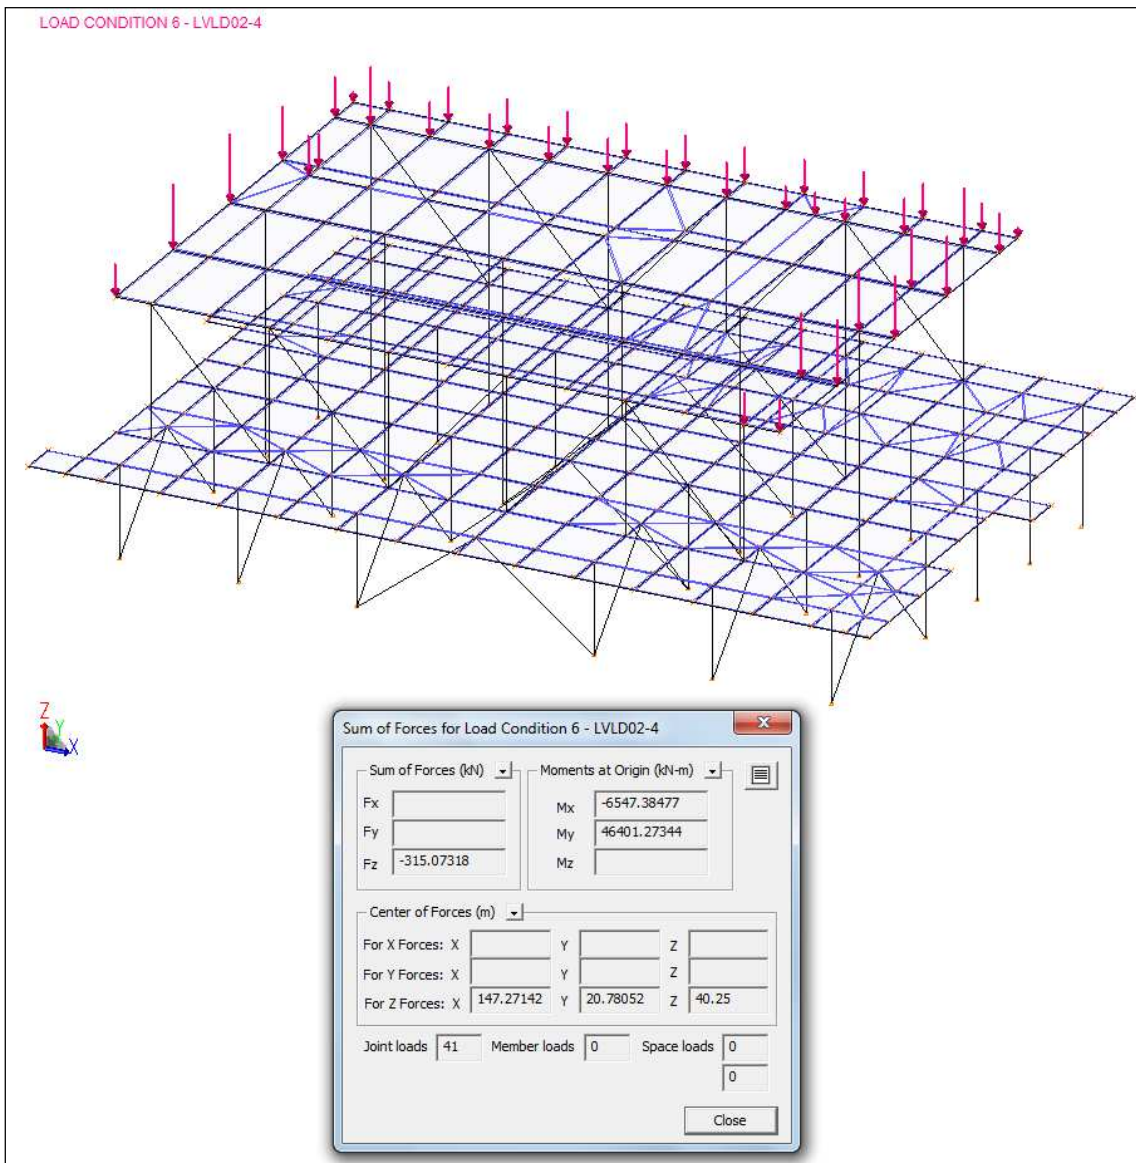 LOAD CONDITION 6 - LVLD02-4
Z
Y
X
Sum of Forces for Load Condition 6 - LVLD02-4
Sum of Forces (kN)
Fx
Fy
Fz -315.07318
Moments at Origin (kN-m)
Mx -6547.38477
My 46401.27344
Mz
Center of Forces (m)
For X Forces: X Y Z
For Y Forces: X Y Z
For Z Forces: X 147.27142 Y 20.78052 Z 40.25
Joint loads 41 Member loads 0 Space loads 0
0
Close